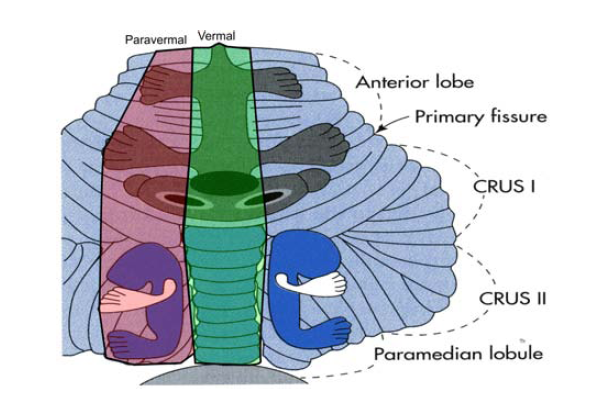 Paravermal
Vermal
Anterior lobe
Primary fissure
CRUS I
CRUS II
Paramedian lobule